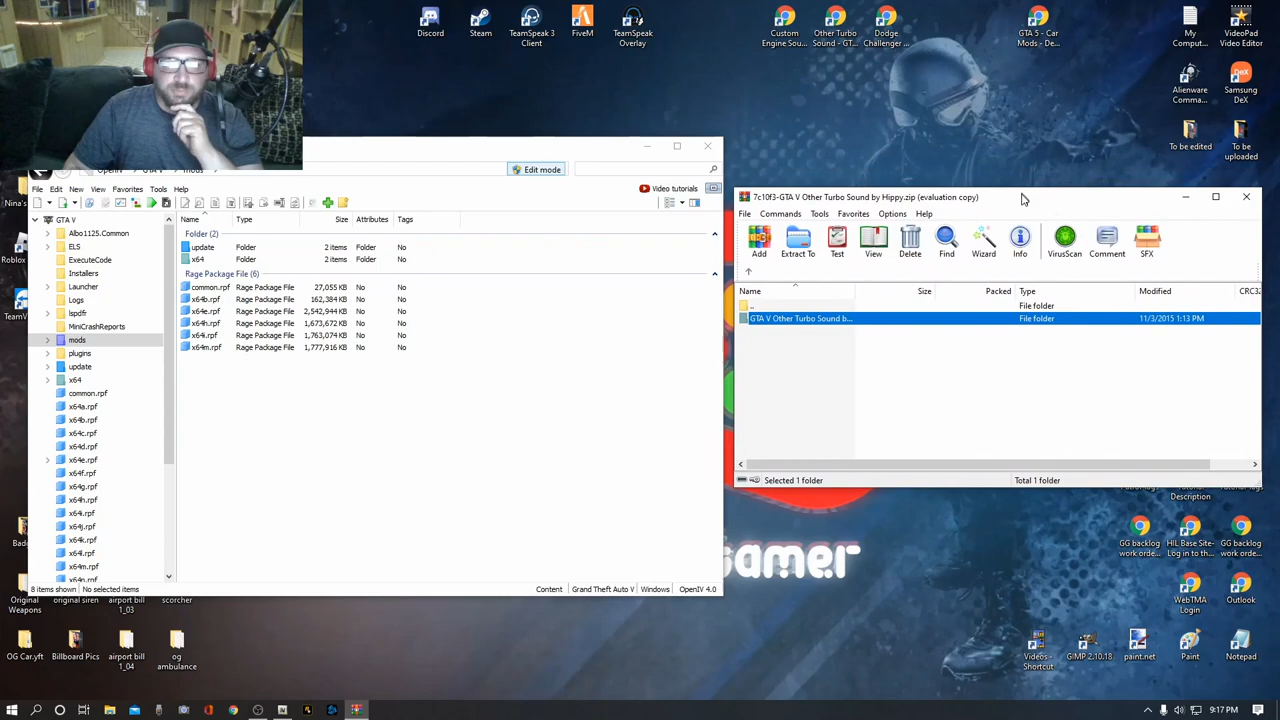 Discord
Steam
TeamSpeak 3
Client
FiveM
TeamSpeak
Overlay
Custom
Engine Sou...
Other Turbo
Sound - GT...
Dodge
Challenger ...
GTA 5 - Car
Mods - De...
My
Comput...
VideoPad
Video Editor
Alienware
Comma...
Samsung
DeX
To be edited
To be
uploaded
Edit mode
File Edit New View Favorites Tools Help
Video tutorials
GTA V
Albo1125.Common
ELS
ExecuteCode
Installers
Launcher
Logs
lspdfr
MiniCrashReports
mods
plugins
update
x64
common.rpf
x64a.rpf
x64b.rpf
x64c.rpf
x64d.rpf
x64e.rpf
x64f.rpf
x64g.rpf
x64h.rpf
x64i.rpf
x64j.rpf
x64k.rpf
x64l.rpf
x64m.rpf
x64n.rpf
Name Type Size Attributes Tags
Folder (2)
update Folder 2 items No No
x64 Folder 2 items No No
Rage Package File (6)
common.rpf Rage Package File 27,055 KB No No
x64b.rpf Rage Package File 162,384 KB No No
x64e.rpf Rage Package File 2,542,944 KB No No
x64h.rpf Rage Package File 1,673,672 KB No No
x64i.rpf Rage Package File 1,763,074 KB No No
x64m.rpf Rage Package File 1,777,916 KB No No
8 items shown No selected items
Content Grand Theft Auto V Windows OpenIV 4.0
7c10f3-GTA V Other Turbo Sound by Hippy.zip (evaluation copy)
File Commands Tools Favorites Options Help
Add Extract To Test View Delete Find Wizard Info VirusScan Comment SFX
Name Size Packed Type Modified CRC32
.. File folder
GTA V Other Turbo Sound b... File folder 11/3/2015 1:13 PM
Selected 1 folder
Total 1 folder
Nina's
Roblox
TeamV
Original
Weapons
original siren
airport bill
1_03
scorcher
OG Car.yft
Billboard Pics
airport bill
1_04
og
ambulance
Gamer
Description
GG backlog
work orde...
HIL Base Site-
Log in to th...
GG backlog
work orde...
WebTMA
Login
Outlook
Videos -
Shortcut
GIMP 2.10.18
paint.net
Paint
Notepad
9:17 PM